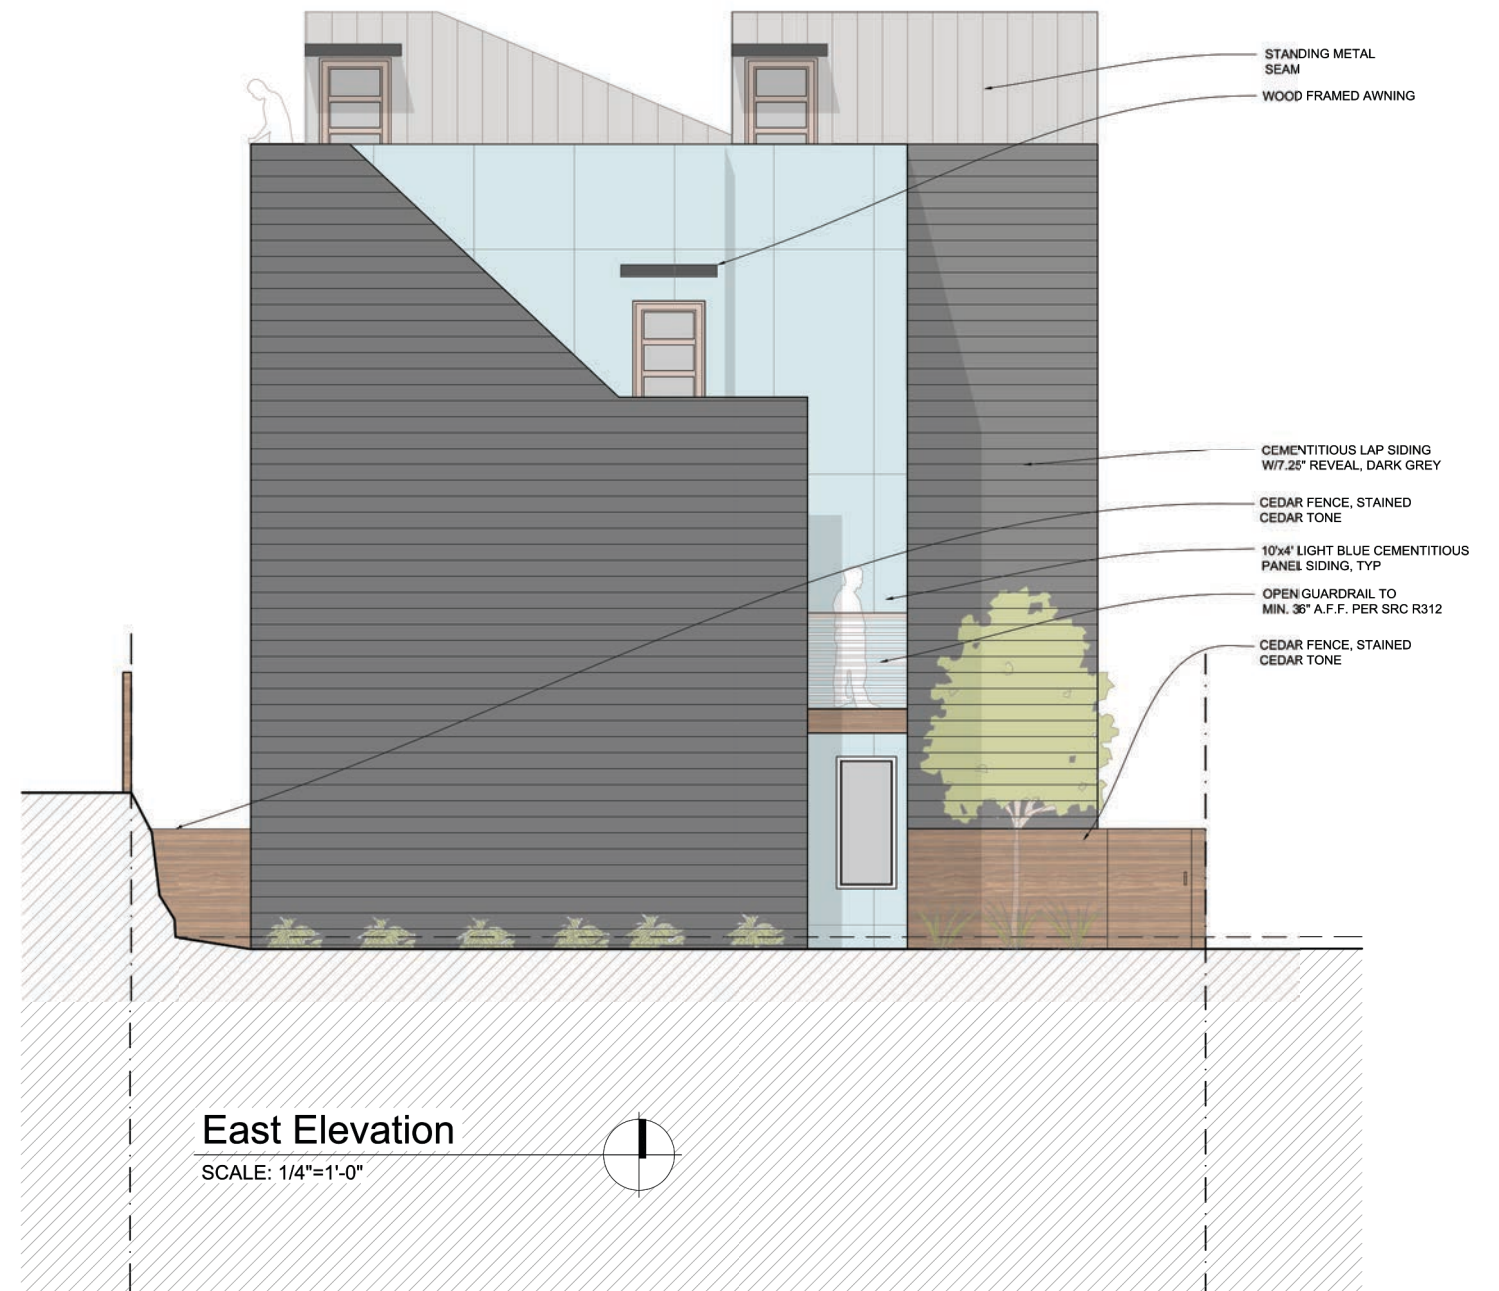 STANDING METAL
SEAM
WOOD FRAMED AWNING
CEMENTITIOUS LAP SIDING
W/7.25" REVEAL, DARK GREY
CEDAR FENCE, STAINED
CEDAR TONE
10'x4' LIGHT BLUE CEMENTITIOUS
PANEL SIDING, TYP
OPEN GUARDRAIL TO
MIN. 36" A.F.F. PER SRC R312
CEDAR FENCE, STAINED
CEDAR TONE
East Elevation
SCALE: 1/4"=1'-0"